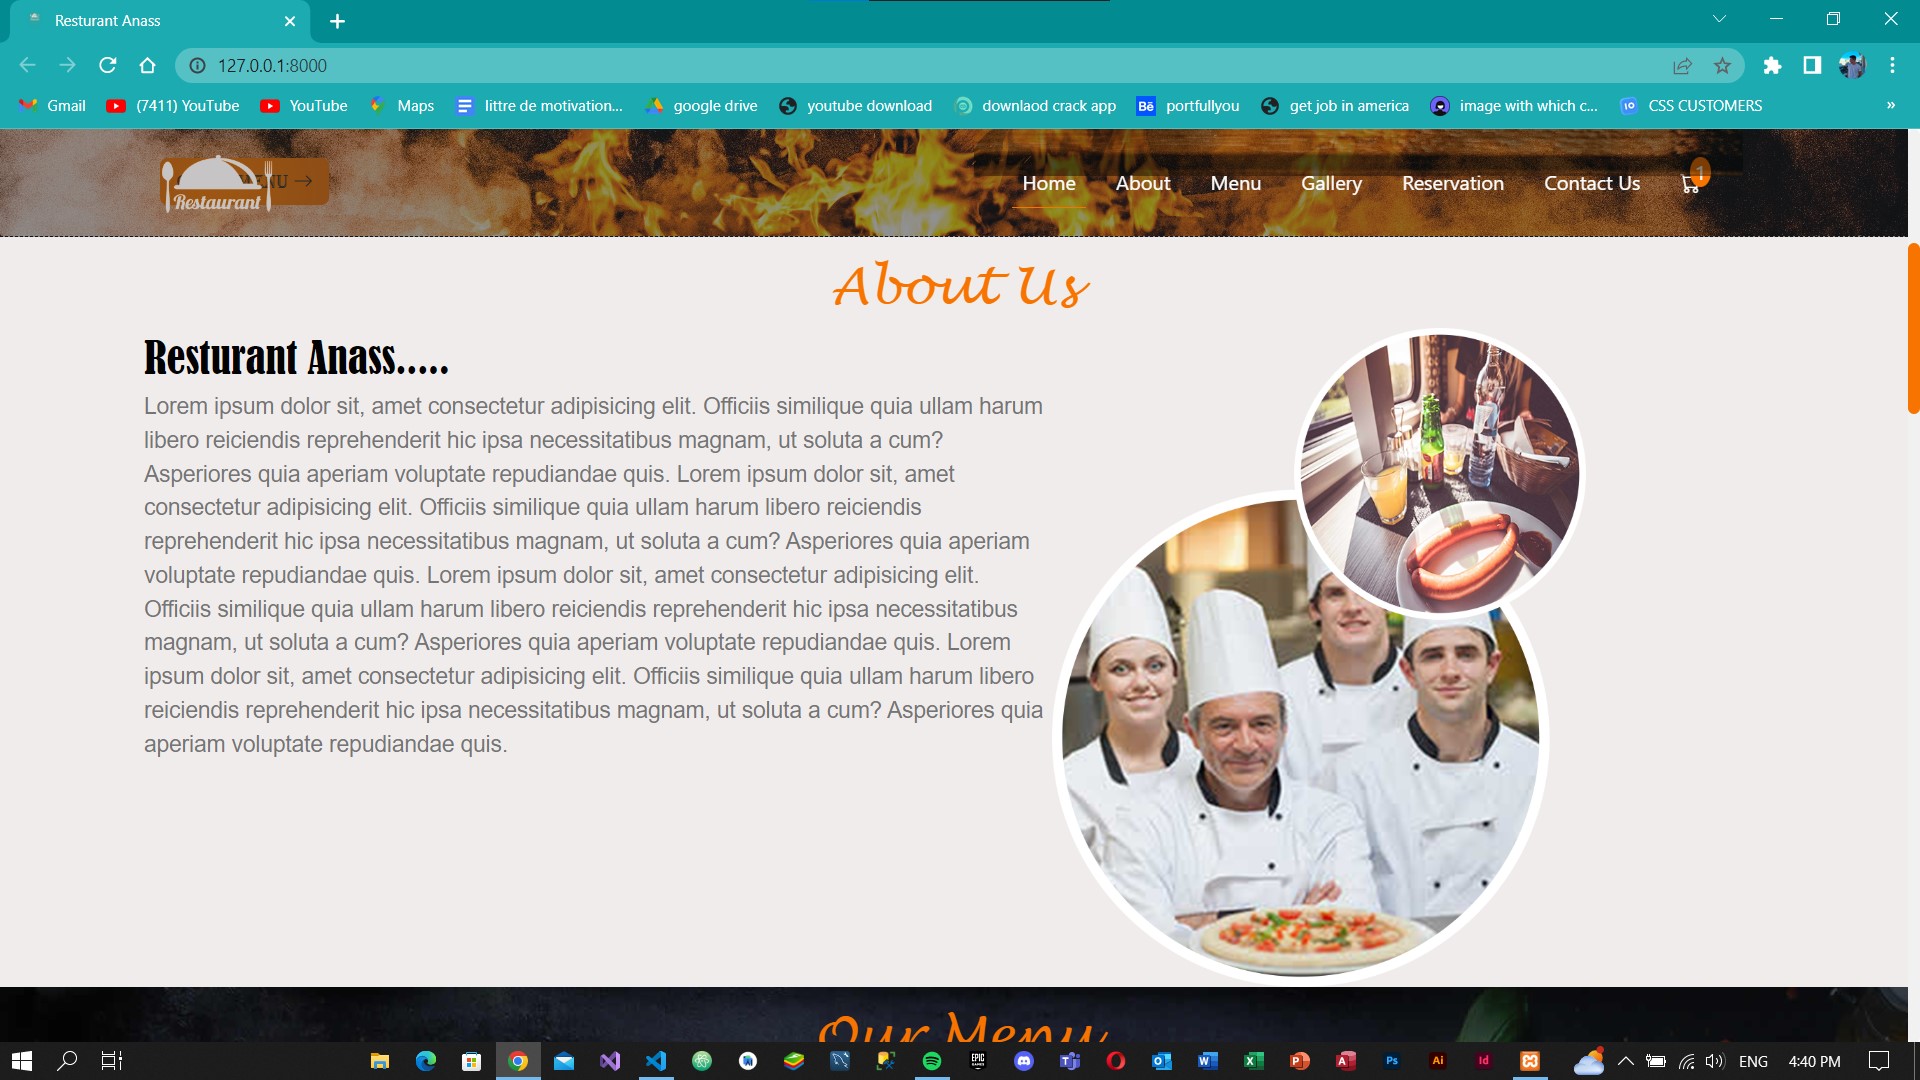 Resturant Anass
127.0.0.1:8000
Gmail
(7411) YouTube
YouTube
Maps
littre de motivation...
google drive
youtube download
downlaod crack app
Bē
portfullyou
get job in america
image with which c...
CSS CUSTOMERS
»
Restaurant
MENU →
Home
About
Menu
Gallery
Reservation
Contact Us
1
About Us
Resturant Anass.....
Lorem ipsum dolor sit, amet consectetur adipisicing elit. Officiis similique quia ullam harum
libero reiciendis reprehenderit hic ipsa necessitatibus magnam, ut soluta a cum?
Asperiores quia aperiam voluptate repudiandae quis. Lorem ipsum dolor sit, amet
consectetur adipisicing elit. Officiis similique quia ullam harum libero reiciendis
reprehenderit hic ipsa necessitatibus magnam, ut soluta a cum? Asperiores quia aperiam
voluptate repudiandae quis. Lorem ipsum dolor sit, amet consectetur adipisicing elit.
Officiis similique quia ullam harum libero reiciendis reprehenderit hic ipsa necessitatibus
magnam, ut soluta a cum? Asperiores quia aperiam voluptate repudiandae quis. Lorem
ipsum dolor sit, amet consectetur adipisicing elit. Officiis similique quia ullam harum libero
reiciendis reprehenderit hic ipsa necessitatibus magnam, ut soluta a cum? Asperiores quia
aperiam voluptate repudiandae quis.
Our Menu
EPIC GAMES
Ps
Ai
Id
ENG
4:40 PM